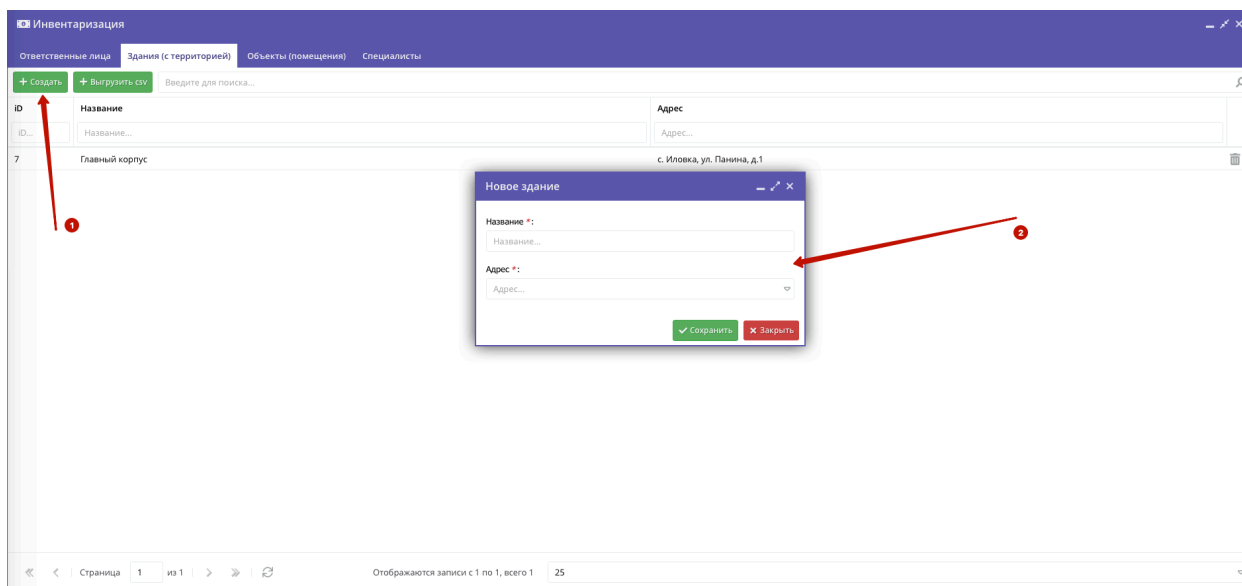 Инвентаризация
Ответственные лица Здания (с территорией) Объекты (помещения) Специалисты
+ Создать + Выгрузить csv Введите для поиска...
iD Название Адрес
iD... Название... Адрес...
7 Главный корпус с. Иловка, ул. Панина, д.1
Новое здание
1
Название *:
2
Название...
Адрес *:
Адрес...
Сохранить Закрыть
Страница 1 из 1 Отображаются записи с 1 по 1, всего 1 25